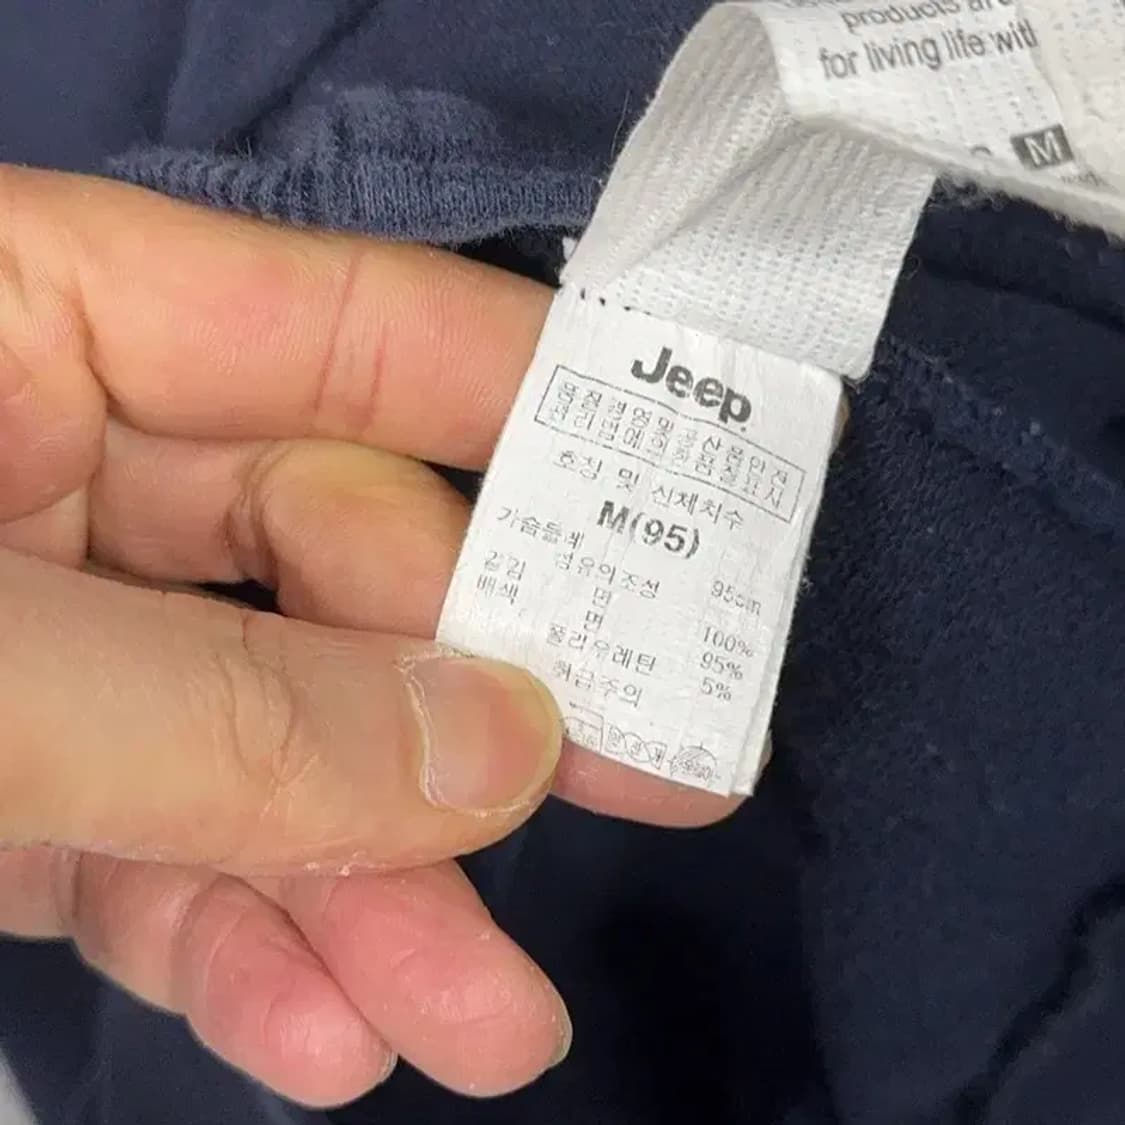 products are
for living life with
M
Jeep
품질경영및공산품안전
관리법에의한품질표시
호칭 및 신체치수
M(95)
가슴둘레 95cm
섬유의조성
겉감 면 100%
배색 면 95%
폴리우레탄 5%
취급주의